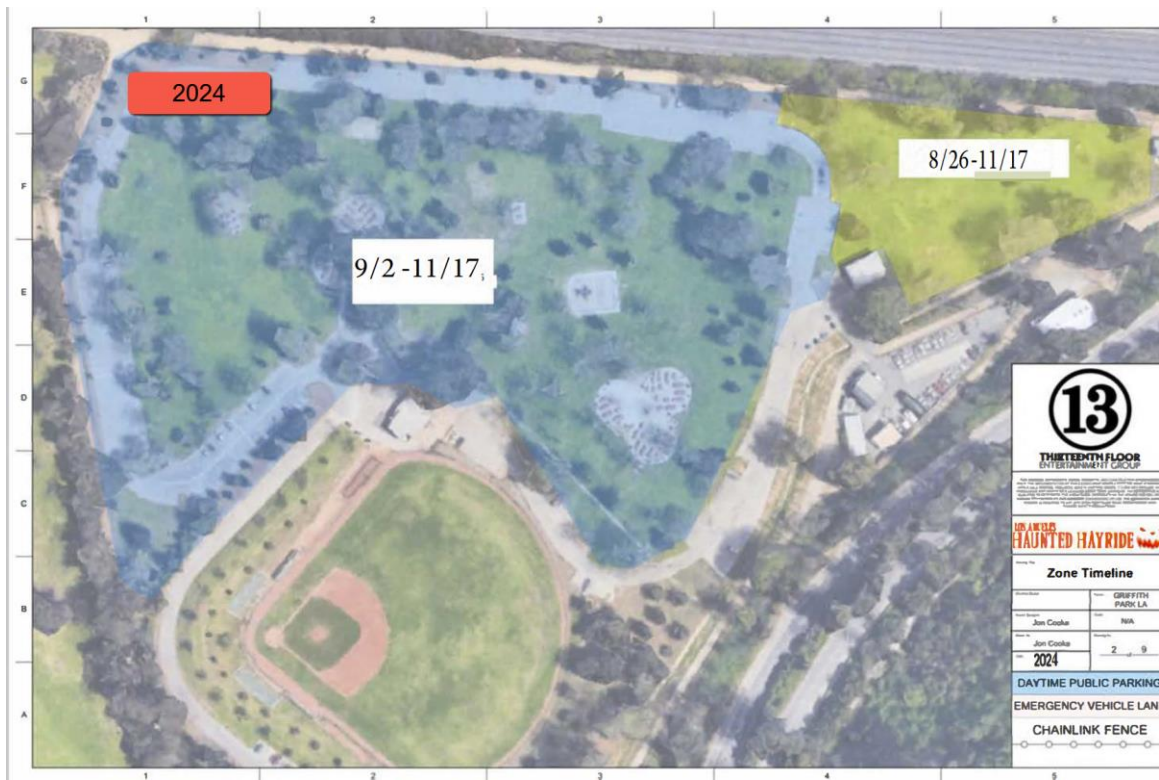 1 2 3 4 5
G
2024
8/26-11/17
F
9/2 -11/17
E
D
C
B
A
13
THIRTEENTH FLOOR
ENTERTAINMENT GROUP
LOS ANGELES
HAUNTED HAYRIDE
Zone Timeline
GRIFFITH
PARK LA
Jon Cooke
N/A
Jon Cooke
2 of 9
2024
DAYTIME PUBLIC PARKING
EMERGENCY VEHICLE LAN
CHAINLINK FENCE
1 2 3 4 5